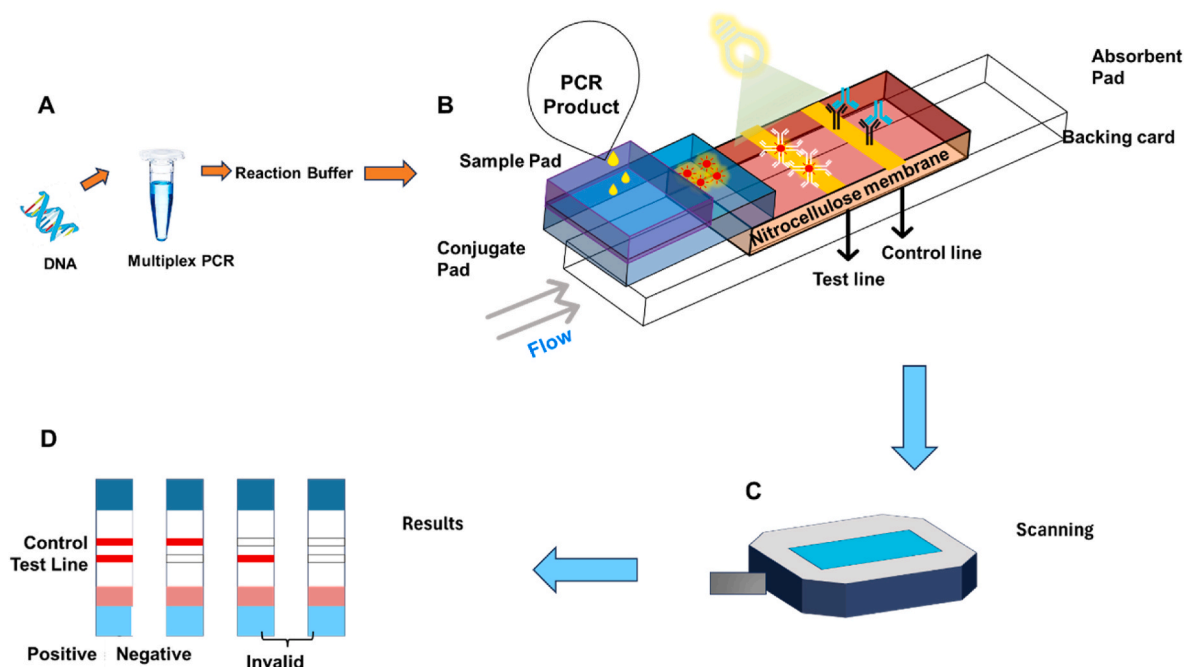 A
DNA
Multiplex PCR
Reaction Buffer
B
PCR
Product
Sample Pad
Conjugate
Pad
Flow
Nitrocellulose membrane
Test line
Control line
Absorbent
Pad
Backing card
C
Scanning
Results
D
Control
Test Line
Positive
Negative
Invalid